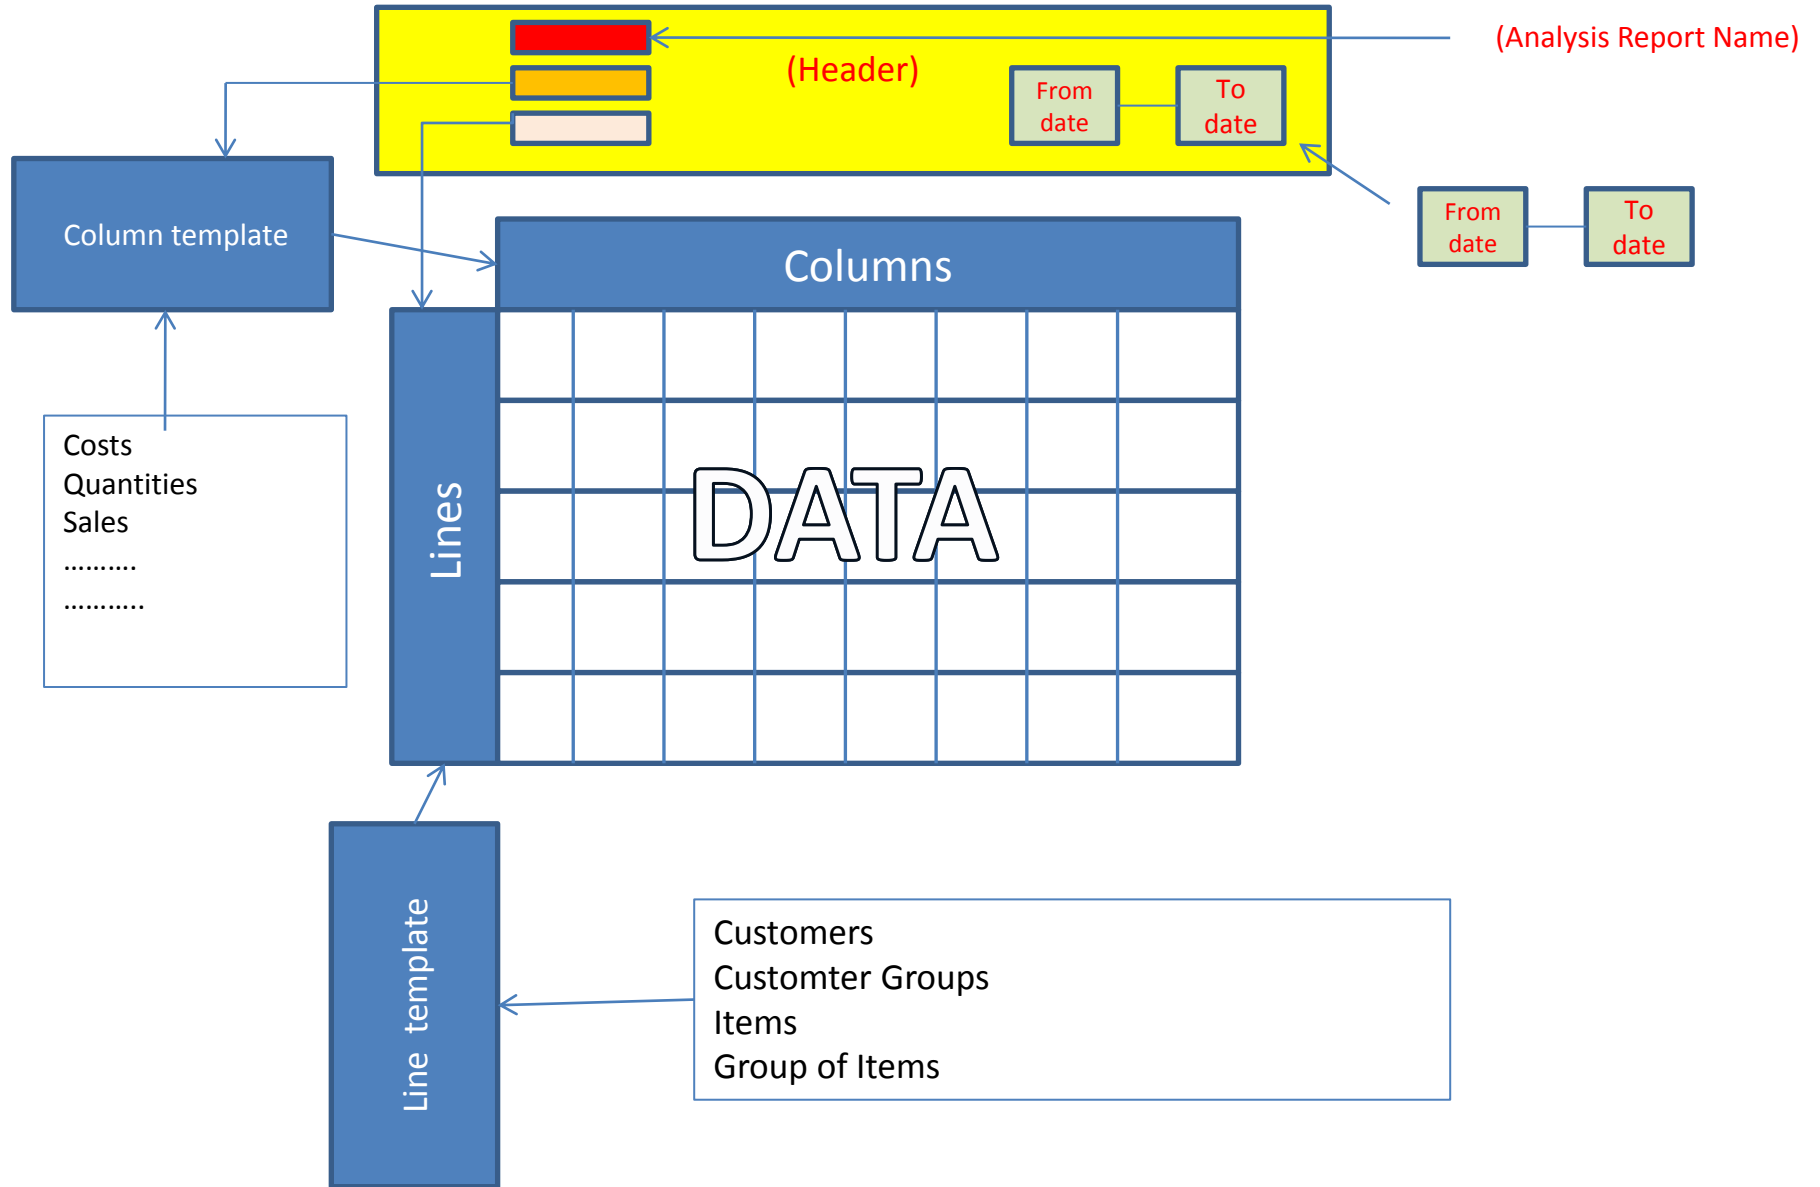 (Analysis Report Name)
(Header)
From
date
To
date
From
date
To
date
Column template
Columns
Costs
Quantities
Sales
……….
………..
Lines
DATA
Line template
Customers
Customter Groups
Items
Group of Items